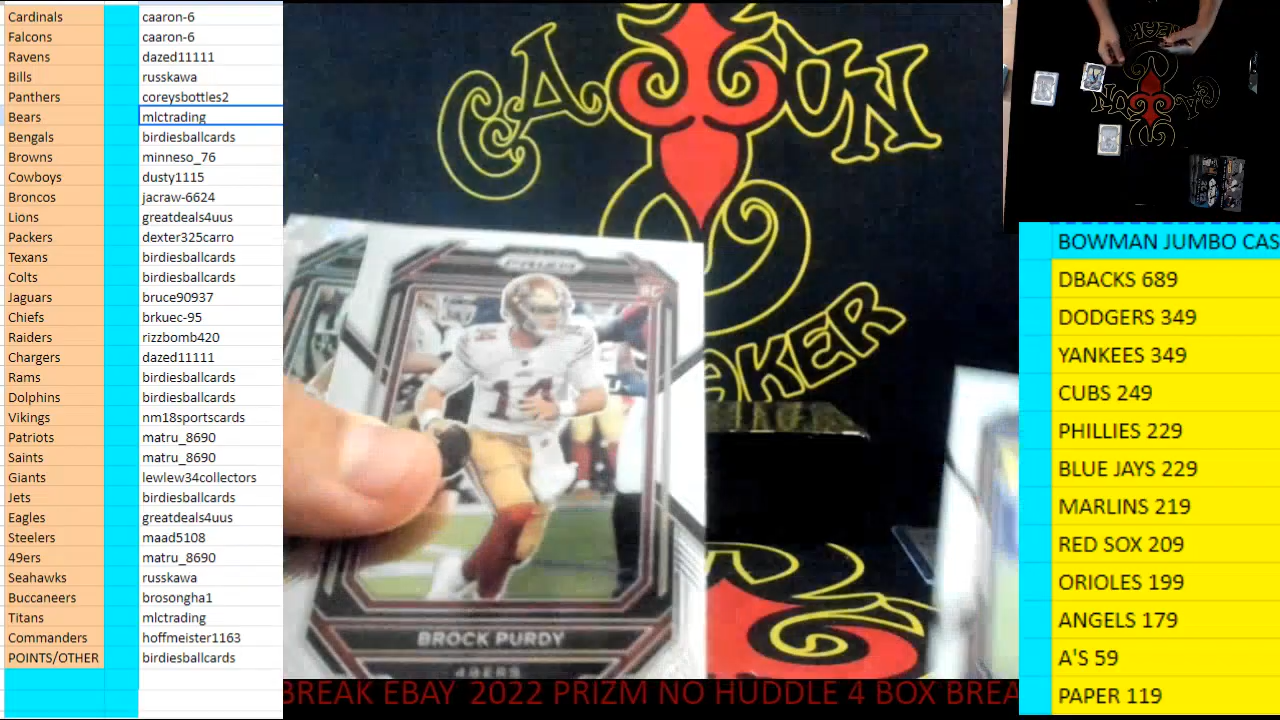 Cardinals caaron-6
Falcons caaron-6
Ravens dazed11111
Bills russkawa
Panthers coreysbottles2
Bears mlctrading
Bengals birdiesballcards
Browns minneso_76
Cowboys dusty1115
Broncos jacraw-6624
Lions greatdeals4uus
Packers dexter325carro
Texans birdiesballcards
Colts birdiesballcards
Jaguars bruce90937
Chiefs brkuec-95
Raiders rizzbomb420
Chargers dazed11111
Rams birdiesballcards
Dolphins birdiesballcards
Vikings nm18sportscards
Patriots matru_8690
Saints matru_8690
Giants lewlew34collectors
Jets birdiesballcards
Eagles greatdeals4uus
Steelers maad5108
49ers matru_8690
Seahawks russkawa
Buccaneers brosongha1
Titans mlctrading
Commanders hoffmeister1163
POINTS/OTHER birdiesballcards
PRIZM
RC
BROCK PURDY
49ERS
BREAK EBAY 2022 PRIZM NO HUDDLE 4 BOX BREA
BOWMAN JUMBO CAS
DBACKS 689
DODGERS 349
YANKEES 349
CUBS 249
PHILLIES 229
BLUE JAYS 229
MARLINS 219
RED SOX 209
ORIOLES 199
ANGELS 179
A'S 59
PAPER 119